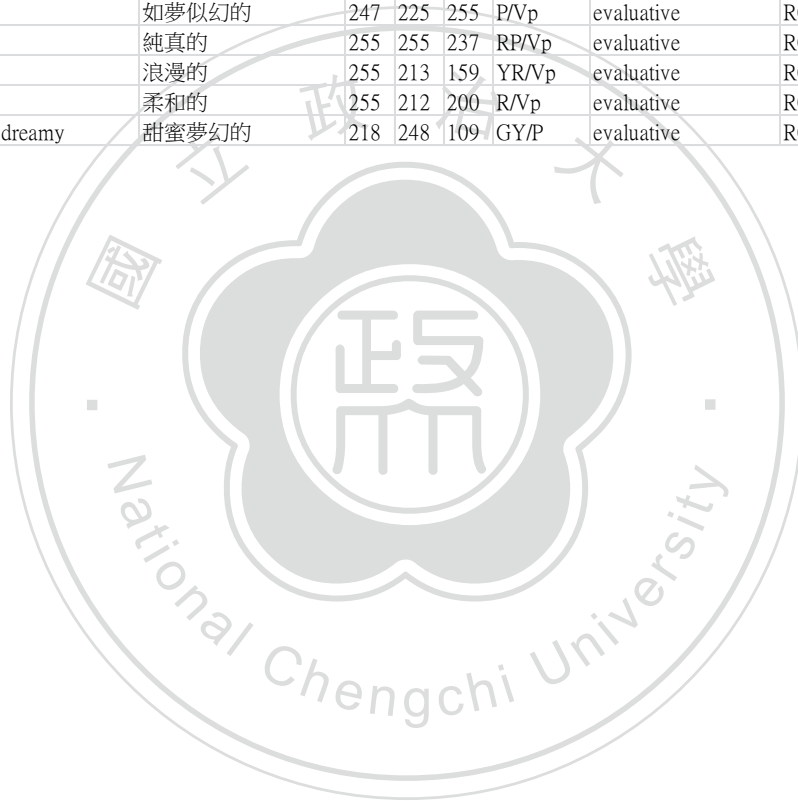 如夢似幻的 247 225 255 P/Vp evaluative R
純真的 255 255 237 RP/Vp evaluative R
浪漫的 255 213 159 YR/Vp evaluative R
柔和的 255 212 200 R/Vp evaluative R
dreamy 甜蜜夢幻的 218 248 109 GY/P evaluative R
國立政治大學
政
National Chengchi University